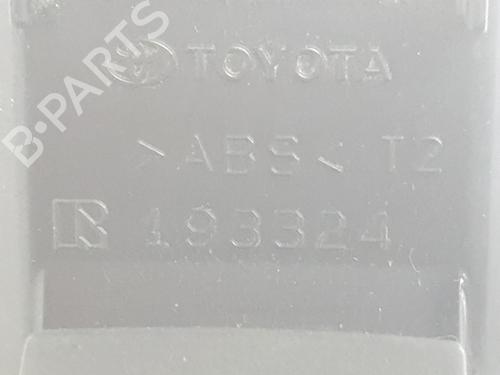 TOYOTA
>ABS< T2
R 193324
B-PARTS